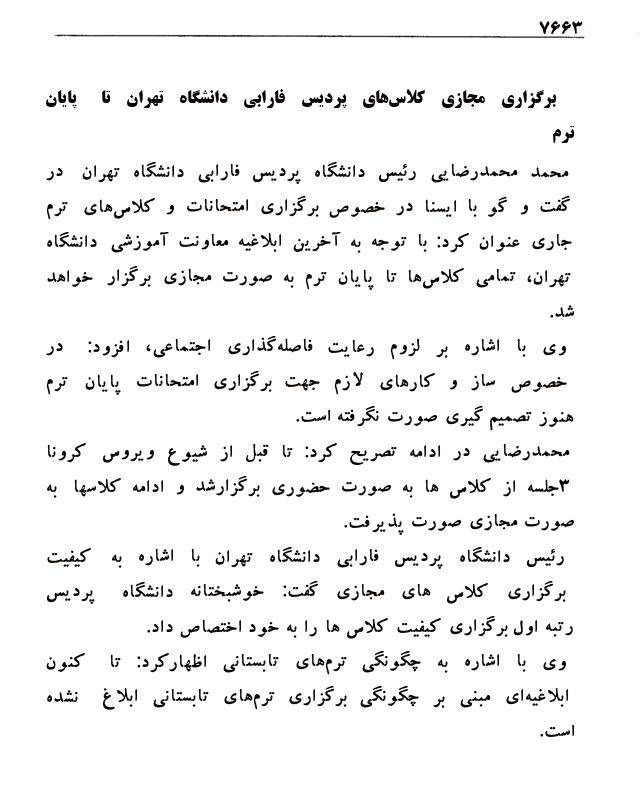 ۷۶۶۳
برگزاری مجازی کلاس‌های پردیس فارابی دانشگاه تهران تا پایان
ترم
محمد محمدرضایی رئیس دانشگاه پردیس فارابی دانشگاه تهران در
گفت و گو با ایسنا در خصوص برگزاری امتحانات و کلاس‌های ترم
جاری عنوان کرد: با توجه به آخرین ابلاغیه معاونت آموزشی دانشگاه
تهران، تمامی کلاس‌ها تا پایان ترم به صورت مجازی برگزار خواهد
شد.
وی با اشاره بر لزوم رعایت فاصله‌گذاری اجتماعی، افزود: در
خصوص ساز و کارهای لازم جهت برگزاری امتحانات پایان ترم
هنوز تصمیم گیری صورت نگرفته است.
محمدرضایی در ادامه تصریح کرد: تا قبل از شیوع ویروس کرونا
۳جلسه از کلاس ها به صورت حضوری برگزارشد و ادامه کلاسها به
صورت مجازی صورت پذیرفت.
رئیس دانشگاه پردیس فارابی دانشگاه تهران با اشاره به کیفیت
برگزاری کلاس های مجازی گفت: خوشبختانه دانشگاه پردیس
رتبه اول برگزاری کیفیت کلاس ها را به خود اختصاص داد.
وی با اشاره به چگونگی ترم‌های تابستانی اظهارکرد: تا کنون
ابلاغیه‌ای مبنی بر چگونگی برگزاری ترم‌های تابستانی ابلاغ نشده
است.